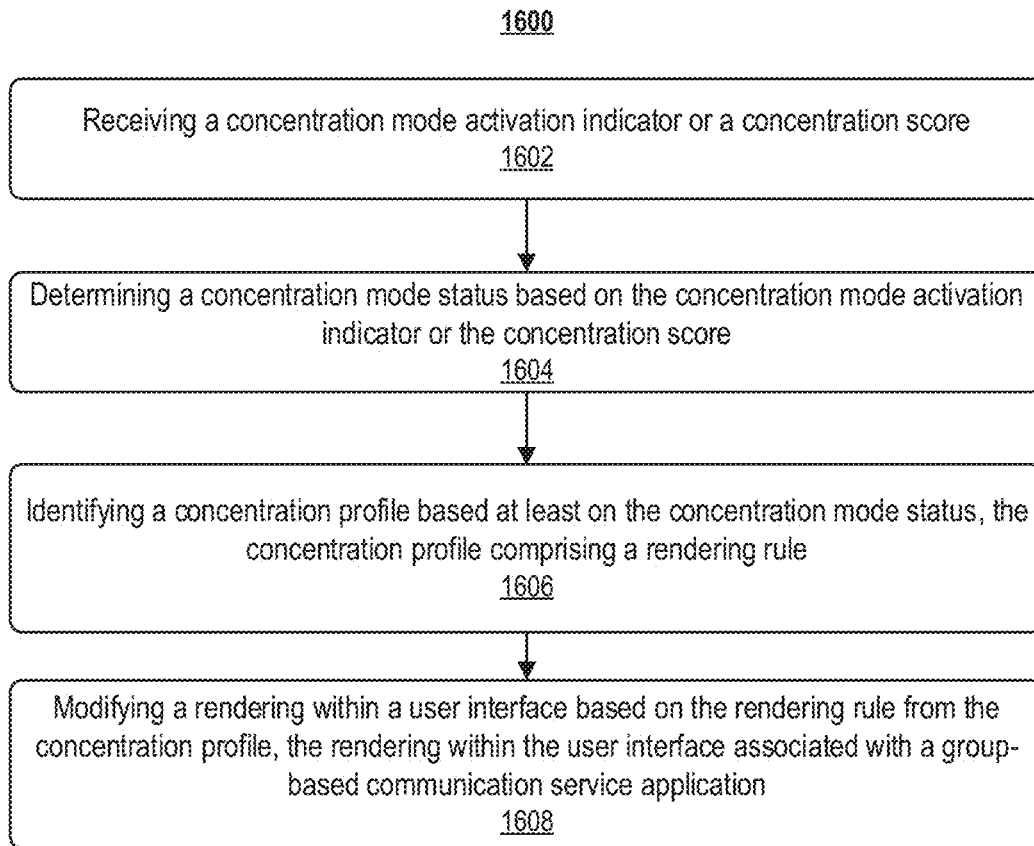 1600
Receiving a concentration mode activation indicator or a concentration score
1602
Determining a concentration mode status based on the concentration mode activation
indicator or the concentration score
1604
Identifying a concentration profile based at least on the concentration mode status, the
concentration profile comprising a rendering rule
1606
Modifying a rendering within a user interface based on the rendering rule from the
concentration profile, the rendering within the user interface associated with a group-
based communication service application
1608